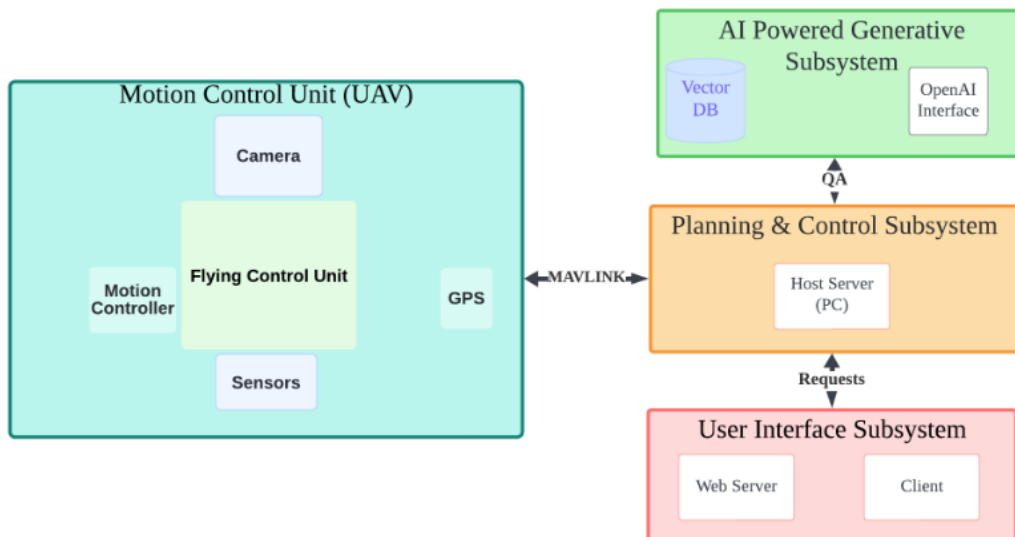 Motion Control Unit (UAV)
Camera
Flying Control Unit
Motion
Controller
GPS
Sensors
MAVLINK
AI Powered Generative
Subsystem
Vector
DB
OpenAI
Interface
QA
Planning & Control Subsystem
Host Server
(PC)
Requests
User Interface Subsystem
Web Server
Client